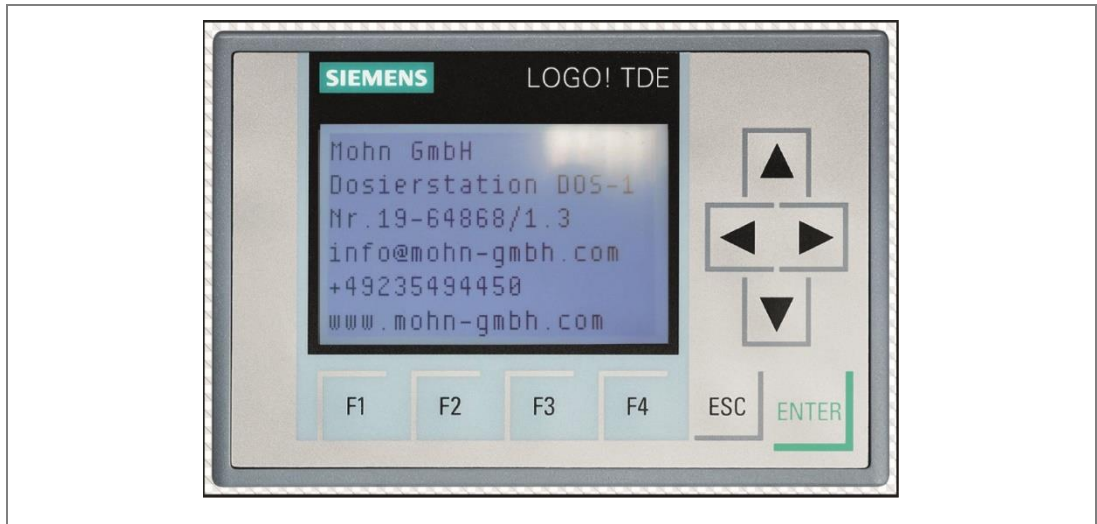 SIEMENS LOGO! TDE
Mohn GmbH
Dosierstation DOS-1
Nr.19-64868/1.3
info@mohn-gmbh.com
+49235494450
www.mohn-gmbh.com
F1 F2 F3 F4 ESC ENTER